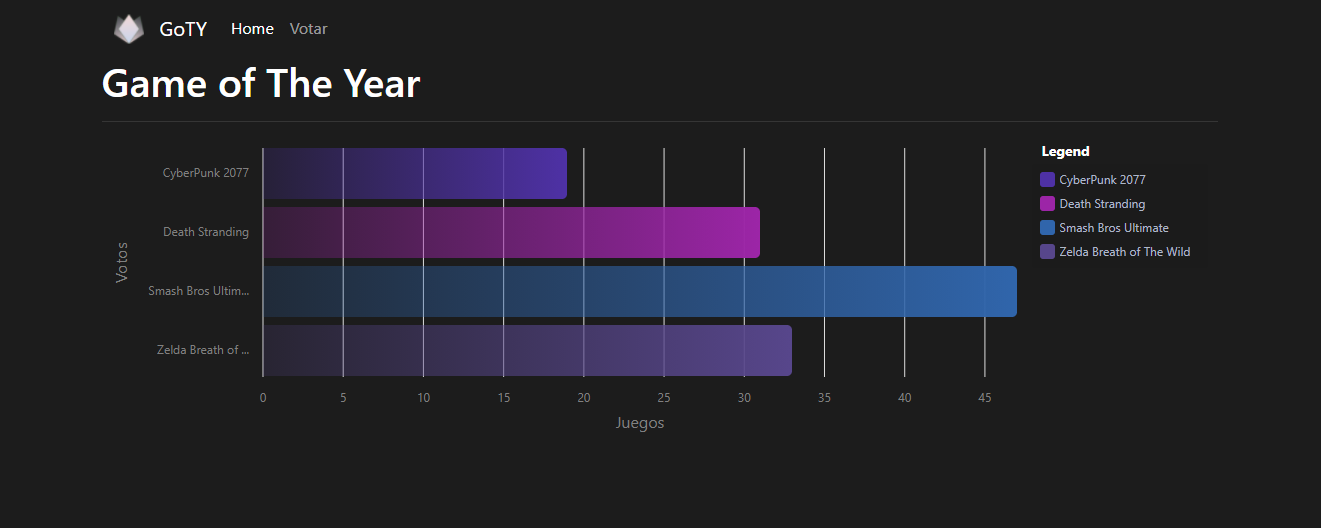 GoTY Home Votar
Game of The Year
Legend
CyberPunk 2077
Death Stranding
Smash Bros Ultimate
Zelda Breath of The Wild
Votos
CyberPunk 2077
Death Stranding
Smash Bros Ultim...
Zelda Breath of ...
0 5 10 15 20 25 30 35 40 45
Juegos